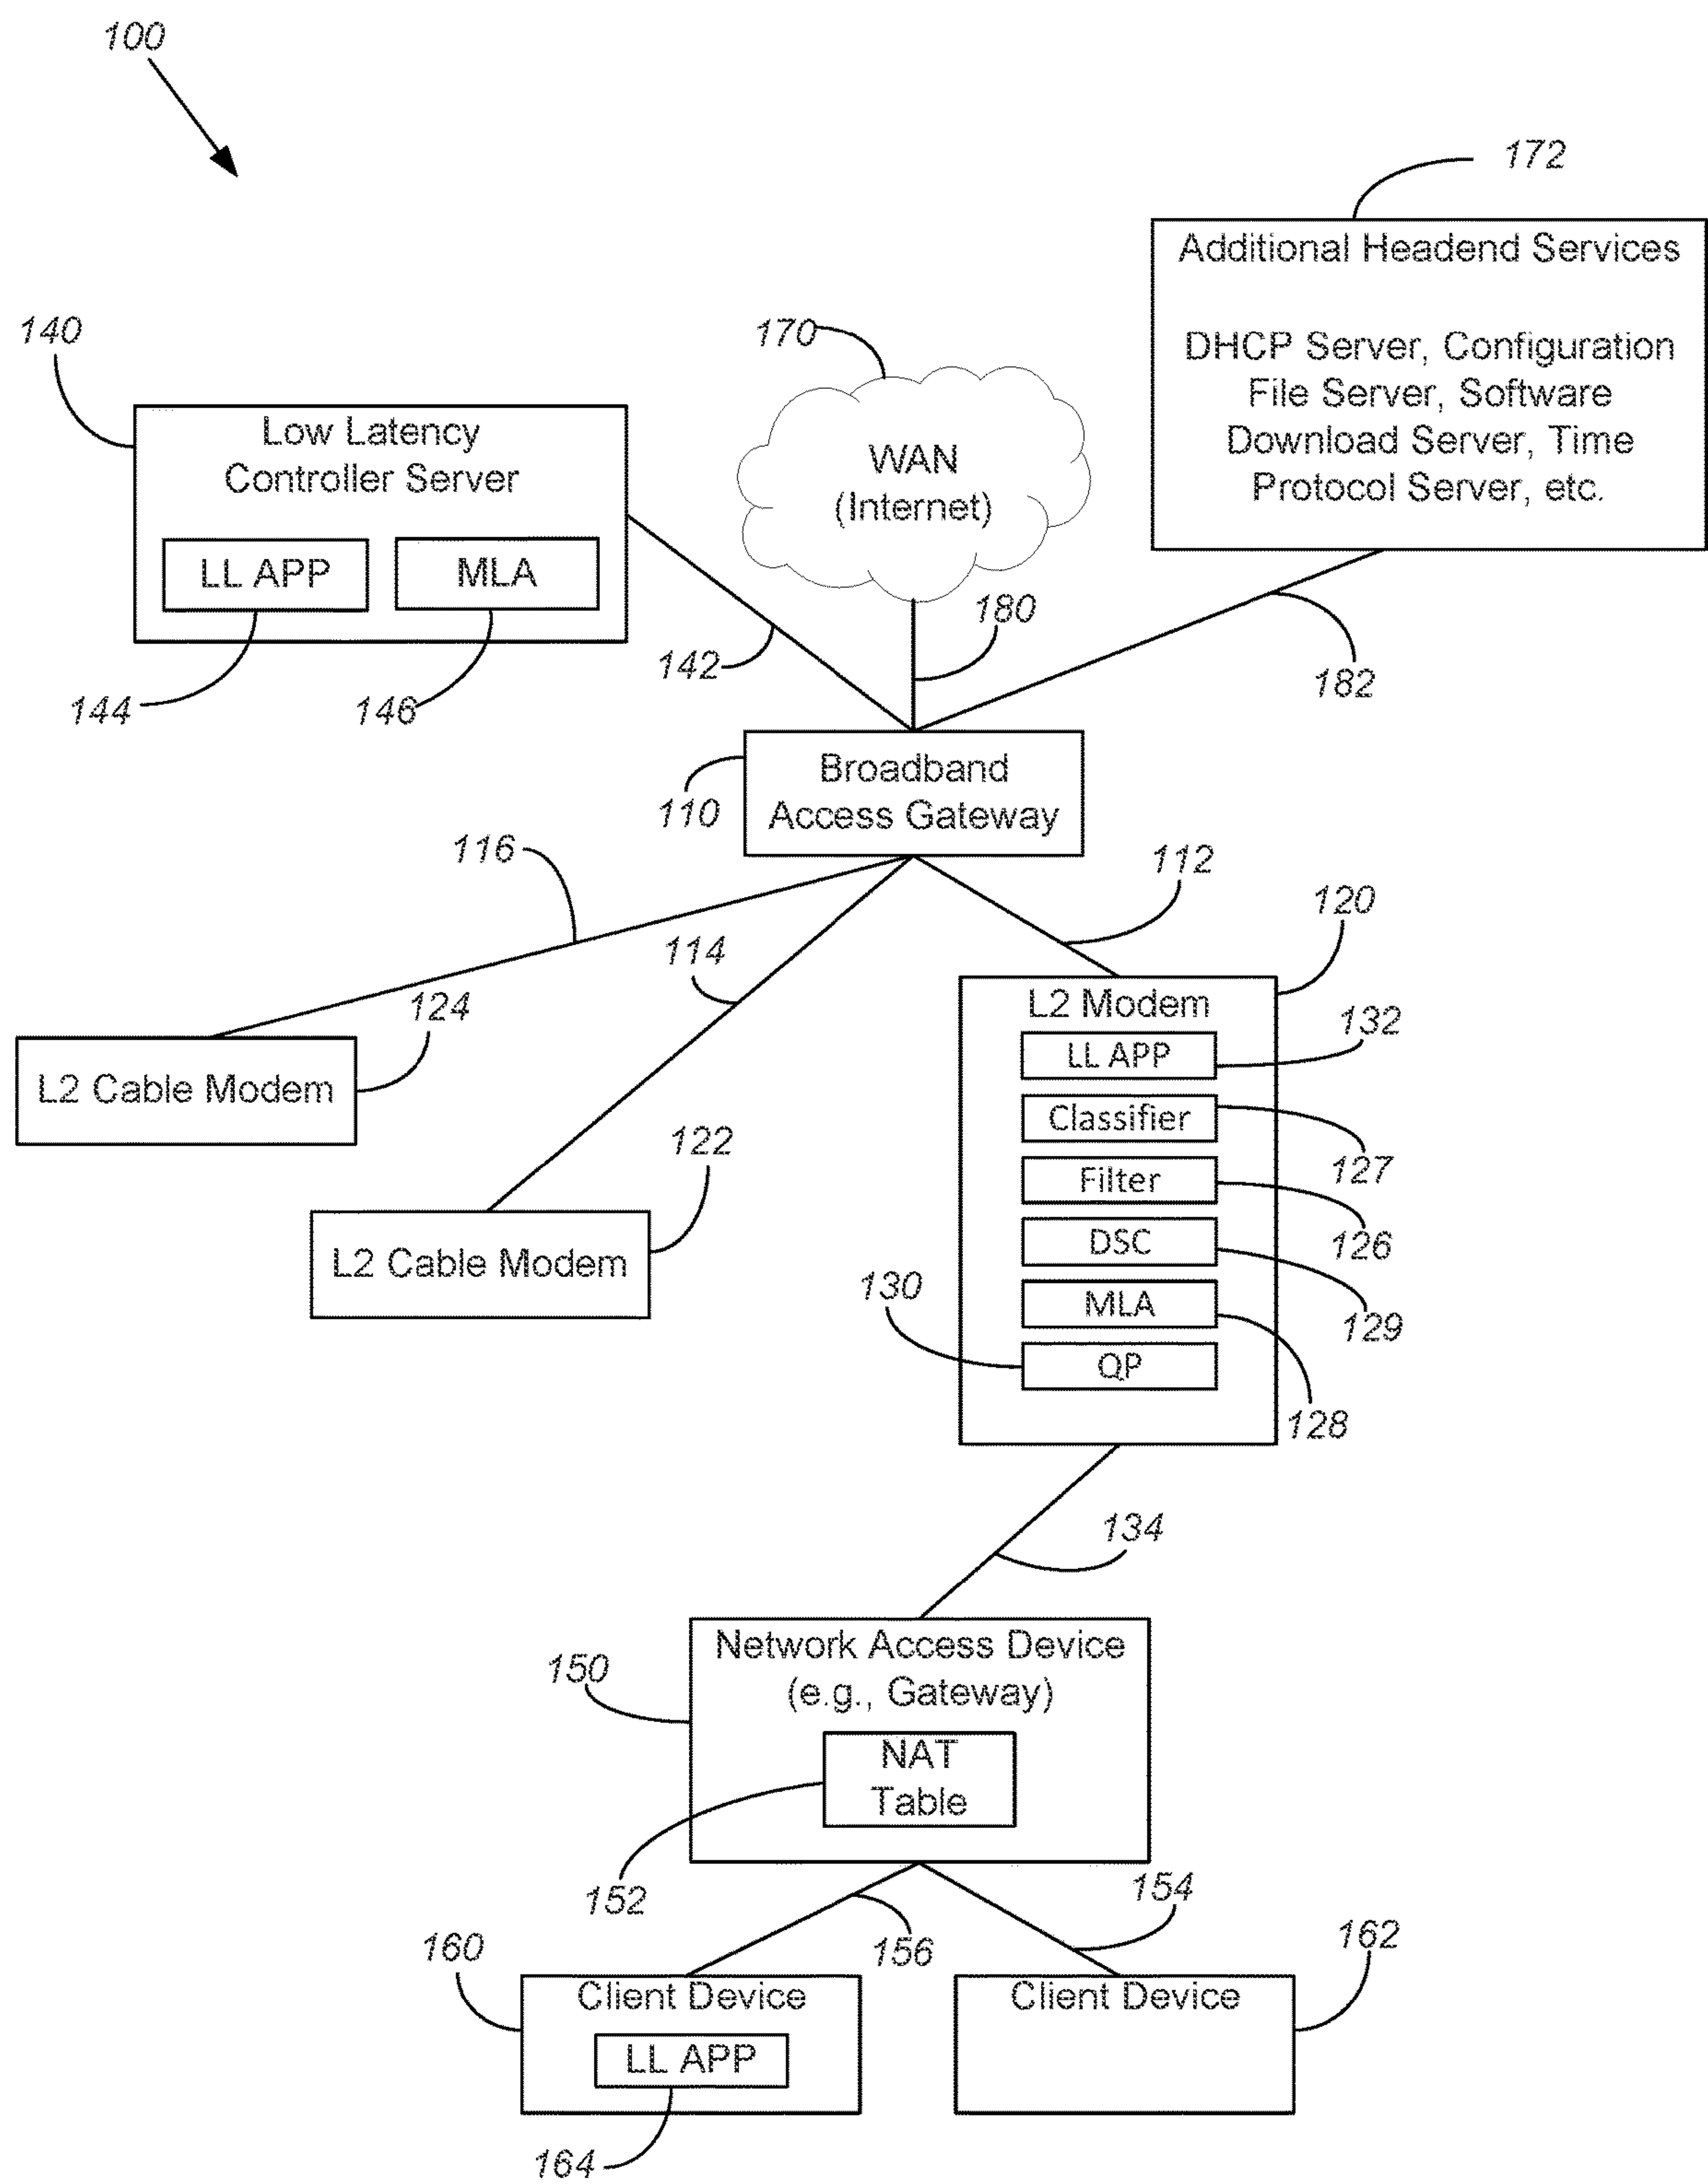 100
172
Additional Headend Services
DHCP Server, Configuration
File Server, Software
Download Server, Time
Protocol Server, etc.
140
170
Low Latency
Controller Server
WAN
(Internet)
LL APP
MLA
144
146
142
180
182
Broadband
Access Gateway
110
116
112
114
120
124
L2 Modem
132
L2 Cable Modem
LL APP
Classifier
122
127
Filter
L2 Cable Modem
DSC
126
130
MLA
129
QP
128
134
Network Access Device
(e.g., Gateway)
150
NAT
Table
152
154
156
160
162
Client Device
Client Device
LL APP
164